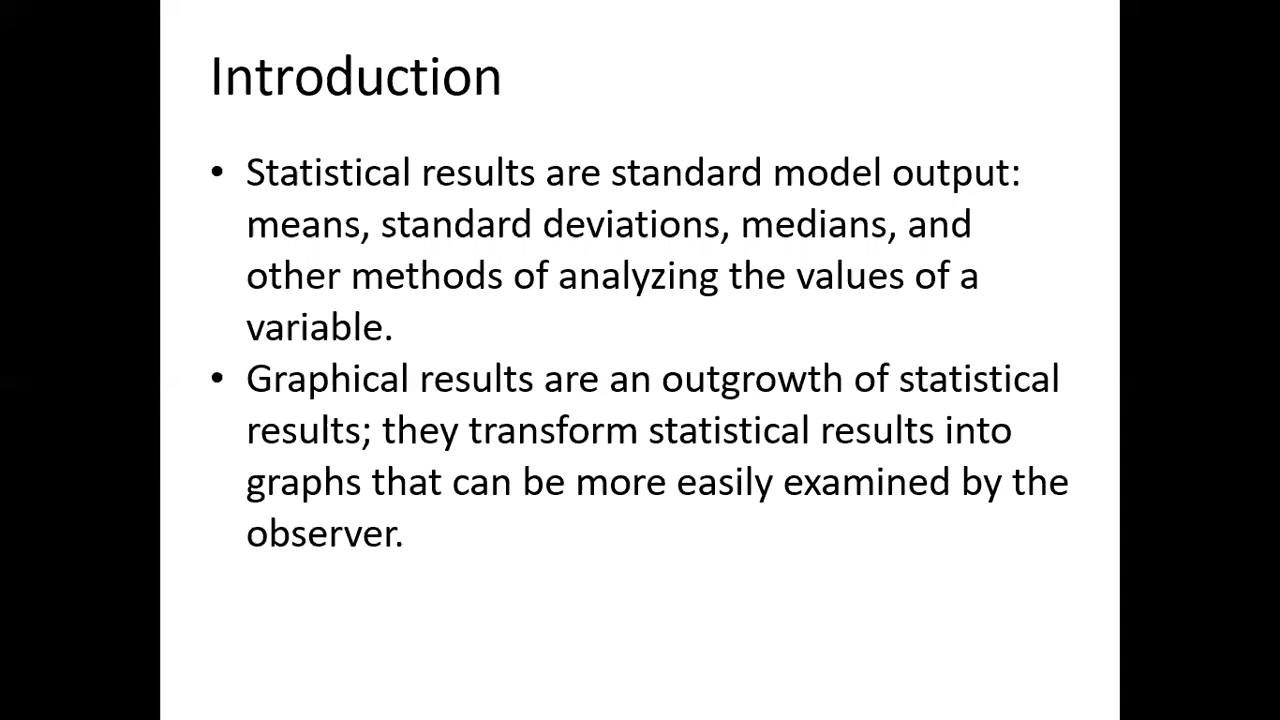 Introduction
• Statistical results are standard model output:
means, standard deviations, medians, and
other methods of analyzing the values of a
variable.
• Graphical results are an outgrowth of statistical
results; they transform statistical results into
graphs that can be more easily examined by the
observer.